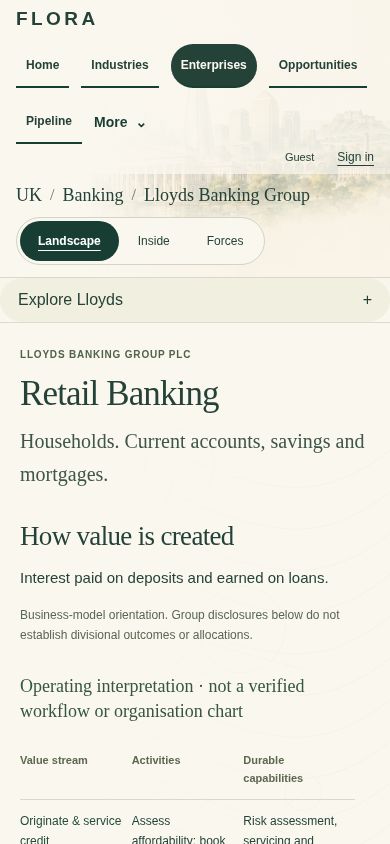 FLORA
Home Industries Enterprises Opportunities
Pipeline More
Guest Sign in
UK / Banking / Lloyds Banking Group
Landscape Inside Forces
Explore Lloyds +
LLOYDS BANKING GROUP PLC
Retail Banking
Households. Current accounts, savings and
mortgages.
How value is created
Interest paid on deposits and earned on loans.
Business-model orientation. Group disclosures below do not
establish divisional outcomes or allocations.
Operating interpretation · not a verified
workflow or organisation chart
Value stream Activities Durable
capabilities
Originate & service Assess Risk assessment,
credit affordability; book servicing and